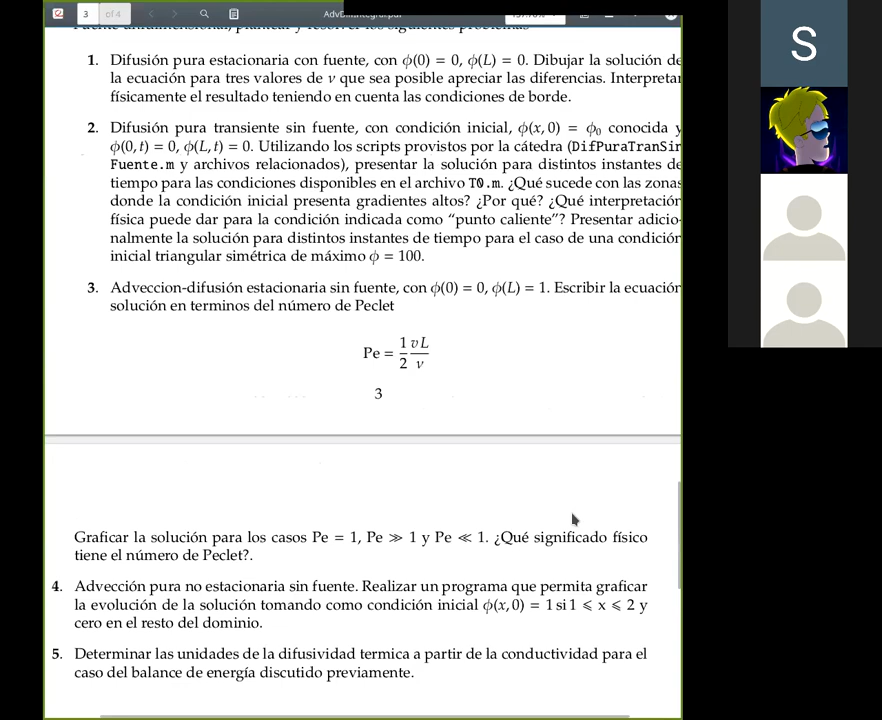 3 of 4
1. Difusión pura estacionaria con fuente, con ϕ(0) = 0, ϕ(L) = 0. Dibujar la solución de
la ecuación para tres valores de ν que sea posible apreciar las diferencias. Interpretar
físicamente el resultado teniendo en cuenta las condiciones de borde.
2. Difusión pura transiente sin fuente, con condición inicial, ϕ(x, 0) = ϕ₀ conocida y
ϕ(0, t) = 0, ϕ(L, t) = 0. Utilizando los scripts provistos por la cátedra (DifPuraTranSir
Fuente.m y archivos relacionados), presentar la solución para distintos instantes de
tiempo para las condiciones disponibles en el archivo T0.m. ¿Qué sucede con las zonas
donde la condición inicial presenta gradientes altos? ¿Por qué? ¿Qué interpretación
física puede dar para la condición indicada como “punto caliente”? Presentar adicio-
nalmente la solución para distintos instantes de tiempo para el caso de una condición
inicial triangular simétrica de máximo ϕ = 100.
3. Adveccion-difusión estacionaria sin fuente, con ϕ(0) = 0, ϕ(L) = 1. Escribir la ecuación
solución en terminos del número de Peclet
Pe = 1/2 vL/ν
3
Graficar la solución para los casos Pe = 1, Pe ≫ 1 y Pe ≪ 1. ¿Qué significado físico
tiene el número de Peclet?.
4. Advección pura no estacionaria sin fuente. Realizar un programa que permita graficar
la evolución de la solución tomando como condición inicial ϕ(x, 0) = 1 si 1 ⩽ x ⩽ 2 y
cero en el resto del dominio.
5. Determinar las unidades de la difusividad termica a partir de la conductividad para el
caso del balance de energía discutido previamente.
S